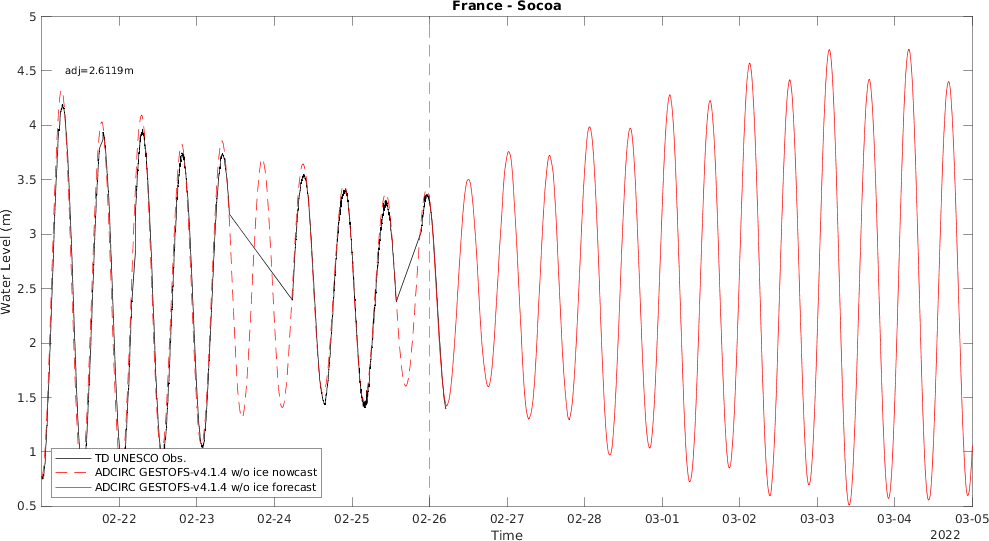 France - Socoa
adj=2.6119m
Water Level (m)
5
4.5
4
3.5
3
2.5
2
1.5
1
0.5
TD UNESCO Obs.
ADCIRC GESTOFS-v4.1.4 w/o ice nowcast
ADCIRC GESTOFS-v4.1.4 w/o ice forecast
02-22 02-23 02-24 02-25 02-26 02-27 02-28 03-01 03-02 03-03 03-04 03-05
Time
2022